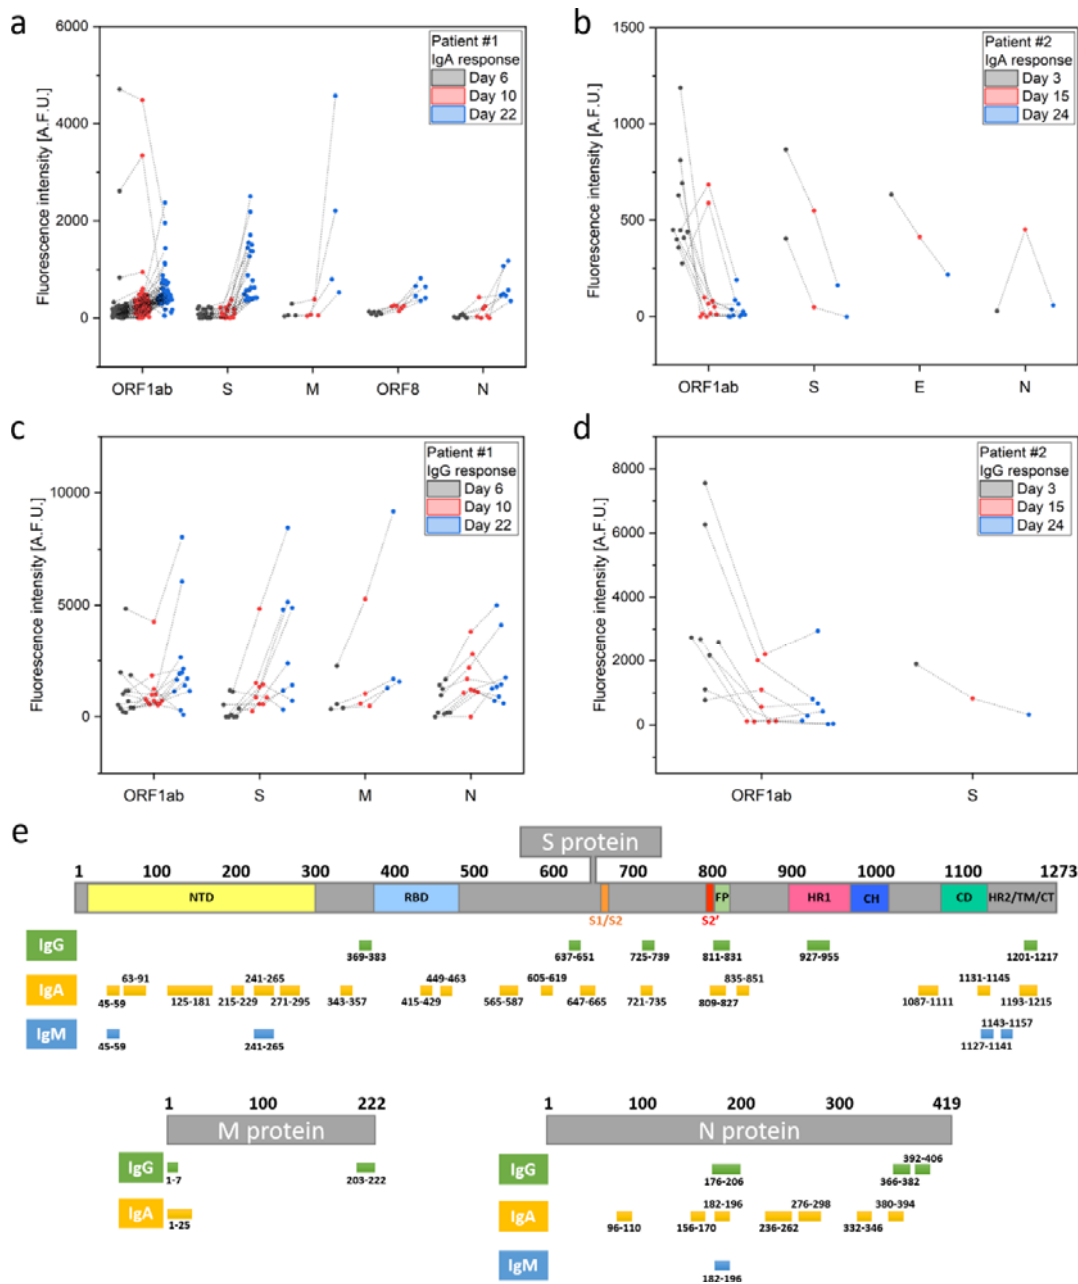 a
6000
4000
2000
0
Fluorescence intensity [A.F.U.]
Patient #1
IgA response
Day 6
Day 10
Day 22
ORF1ab S M ORF8 N
b
1500
1000
500
0
Fluorescence intensity [A.F.U.]
Patient #2
IgA response
Day 3
Day 15
Day 24
ORF1ab S E N
c
10000
5000
0
Fluorescence intensity [A.F.U.]
Patient #1
IgG response
Day 6
Day 10
Day 22
ORF1ab S M N
d
8000
6000
4000
2000
0
Fluorescence intensity [A.F.U.]
Patient #2
IgG response
Day 3
Day 15
Day 24
ORF1ab S
e
S protein
1 100 200 300 400 500 600 700 800 900 1000 1100 1273
NTD RBD FP HR1 CH CD HR2/TM/CT
S1/S2 S2'
IgG
369-383 637-651 725-739 811-831 927-955 1201-1217
63-91 241-265 449-463 605-619 835-851 1131-1145
IgA
45-59 125-181 215-229 271-295 343-357 415-429 565-587 647-665 721-735 809-827 1087-1111 1193-1215
1143-1157
IgM
45-59 241-265 1127-1141
1 100 222
M protein
IgG
1-7 203-222
IgA
1-25
1 100 200 300 419
N protein
392-406
IgG
176-206 366-382
182-196 276-298 380-394
IgA
96-110 156-170 236-262 332-346
IgM
182-196